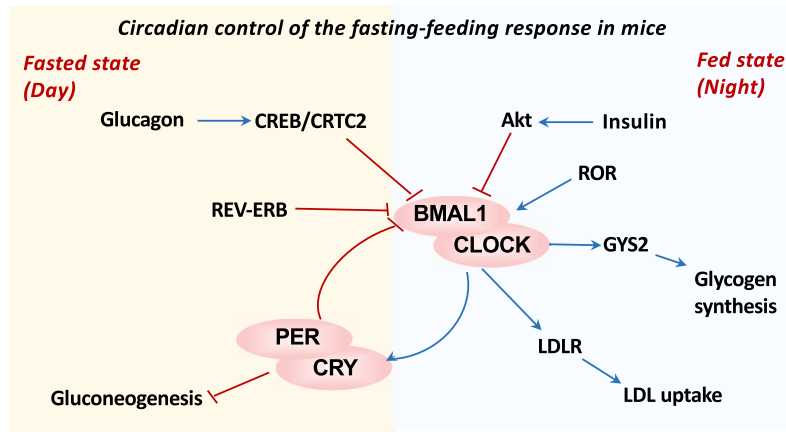 Circadian control of the fasting-feeding response in mice
Fasted state
(Day)
Fed state
(Night)
Glucagon
CREB/CRTC2
Akt
Insulin
ROR
REV-ERB
BMAL1
CLOCK
GYS2
Glycogen
synthesis
PER
CRY
LDLR
LDL uptake
Gluconeogenesis